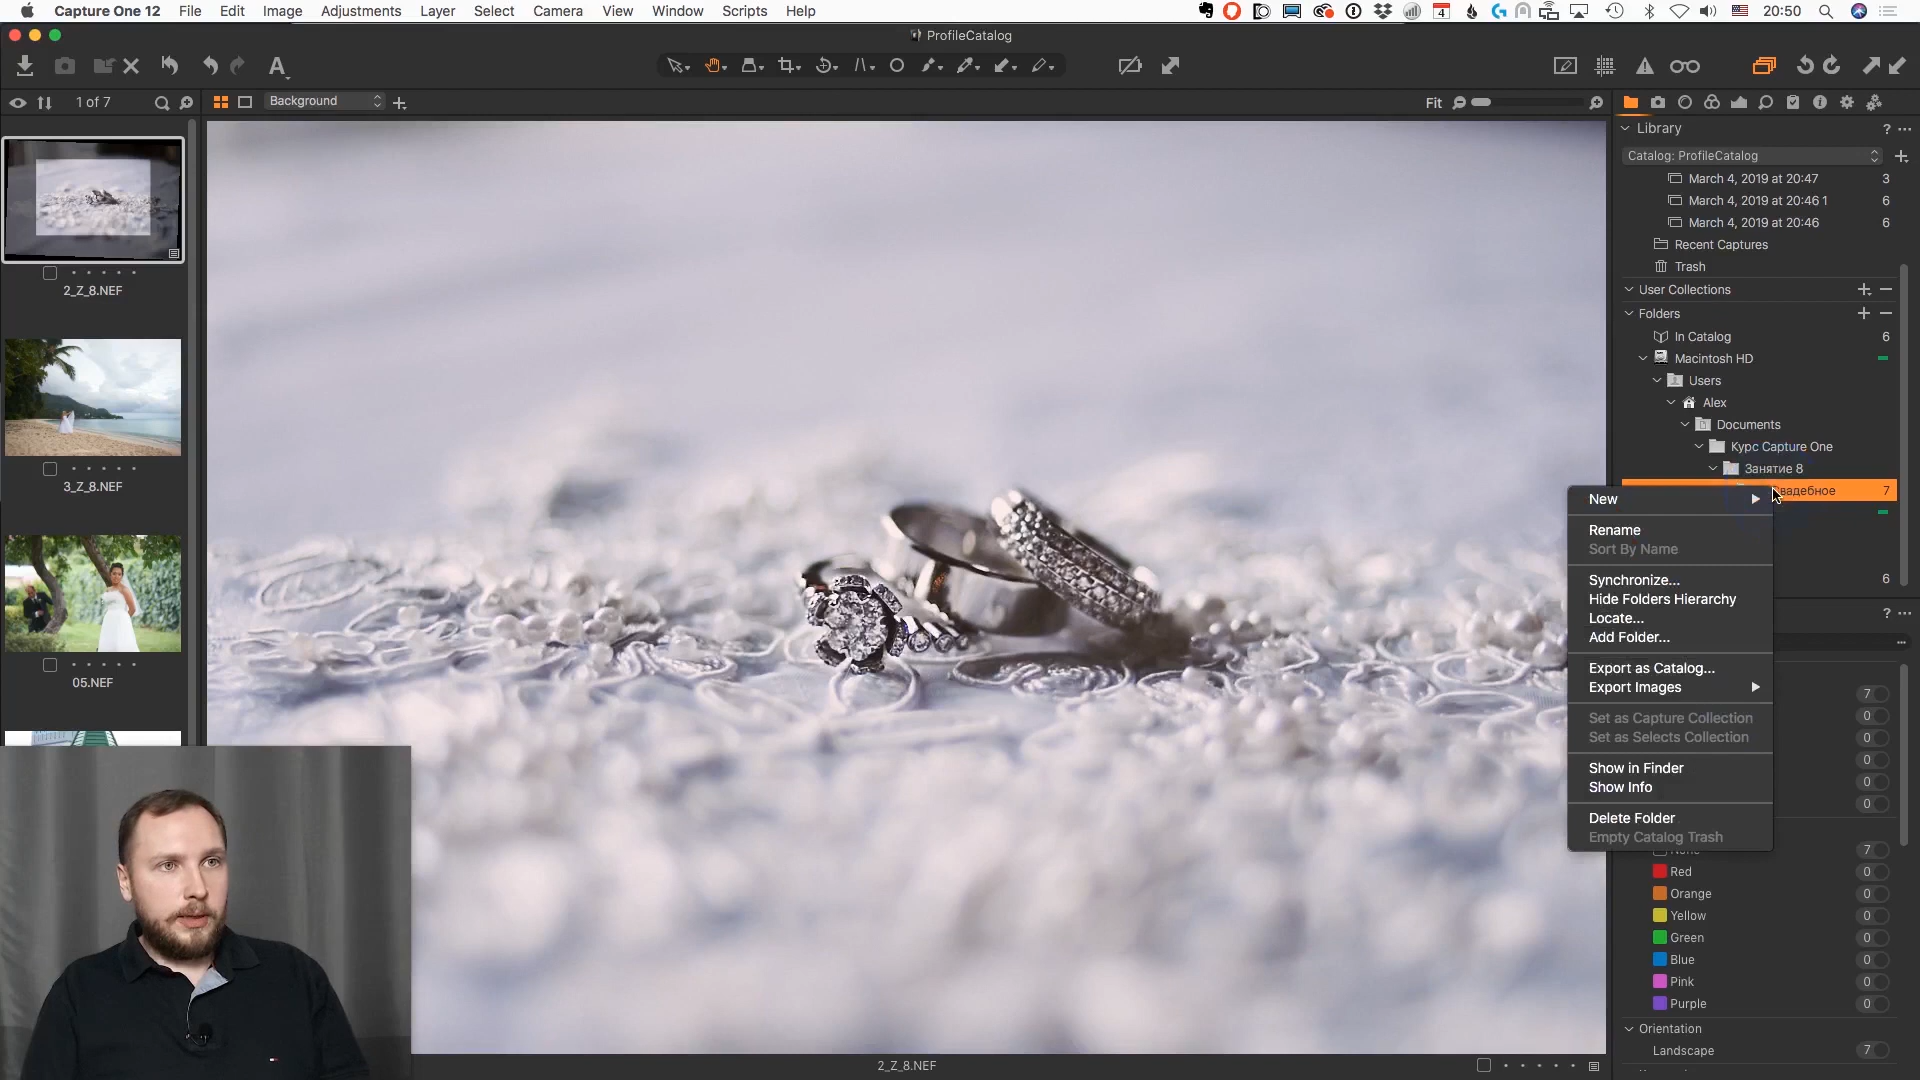 Capture One 12 File Edit Image Adjustments Layer Select Camera View Window Scripts Help 4 20:50
ProfileCatalog
A
1 of 7 Background Fit
Library ? ...
Catalog: ProfileCatalog
March 4, 2019 at 20:47 3
March 4, 2019 at 20:46 1 6
March 4, 2019 at 20:46 6
Recent Captures
Trash
User Collections
Folders
In Catalog 6
Macintosh HD
Users
Alex
Documents
Курс Capture One
Занятие 8
7
6
? ...
2_Z_8.NEF
3_Z_8.NEF
05.NEF
New
Rename
Sort By Name
Synchronize...
Hide Folders Hierarchy
Locate...
Add Folder...
Export as Catalog...
Export Images
Set as Capture Collection
Set as Selects Collection
Show in Finder
Show Info
Delete Folder
Empty Catalog Trash
7
0
0
0
0
0
None 7
Red 0
Orange 0
Yellow 0
Green 0
Blue 0
Pink 0
Purple 0
Orientation
Landscape 7
2_Z_8.NEF